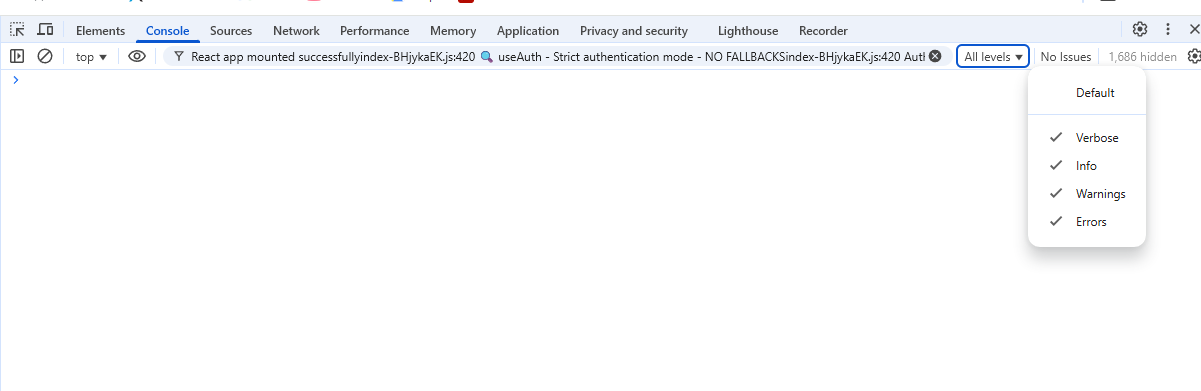 Elements Console Sources Network Performance Memory Application Privacy and security Lighthouse Recorder
top React app mounted successfullyindex-BHjykaEK.js:420 🔍 useAuth - Strict authentication mode - NO FALLBACKSindex-BHjykaEK.js:420 Aut All levels No Issues 1,686 hidden
Default
Verbose
Info
Warnings
Errors